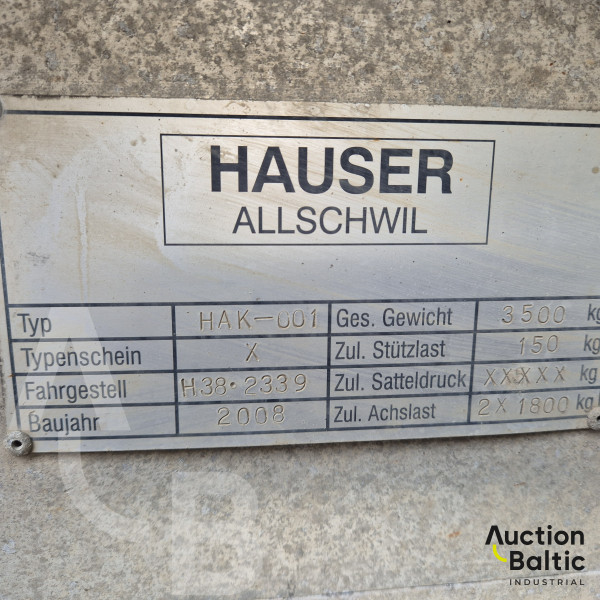 HAUSER
ALLSCHWIL
Typ HAK-001 Ges. Gewicht 3500 kg
Typenschein X Zul. Stützlast 150 kg
Fahrgestell H38·2339 Zul. Satteldruck XXXXX kg
Baujahr 2008 Zul. Achslast 2X1800 kg
AB
Auction
Baltic
INDUSTRIAL